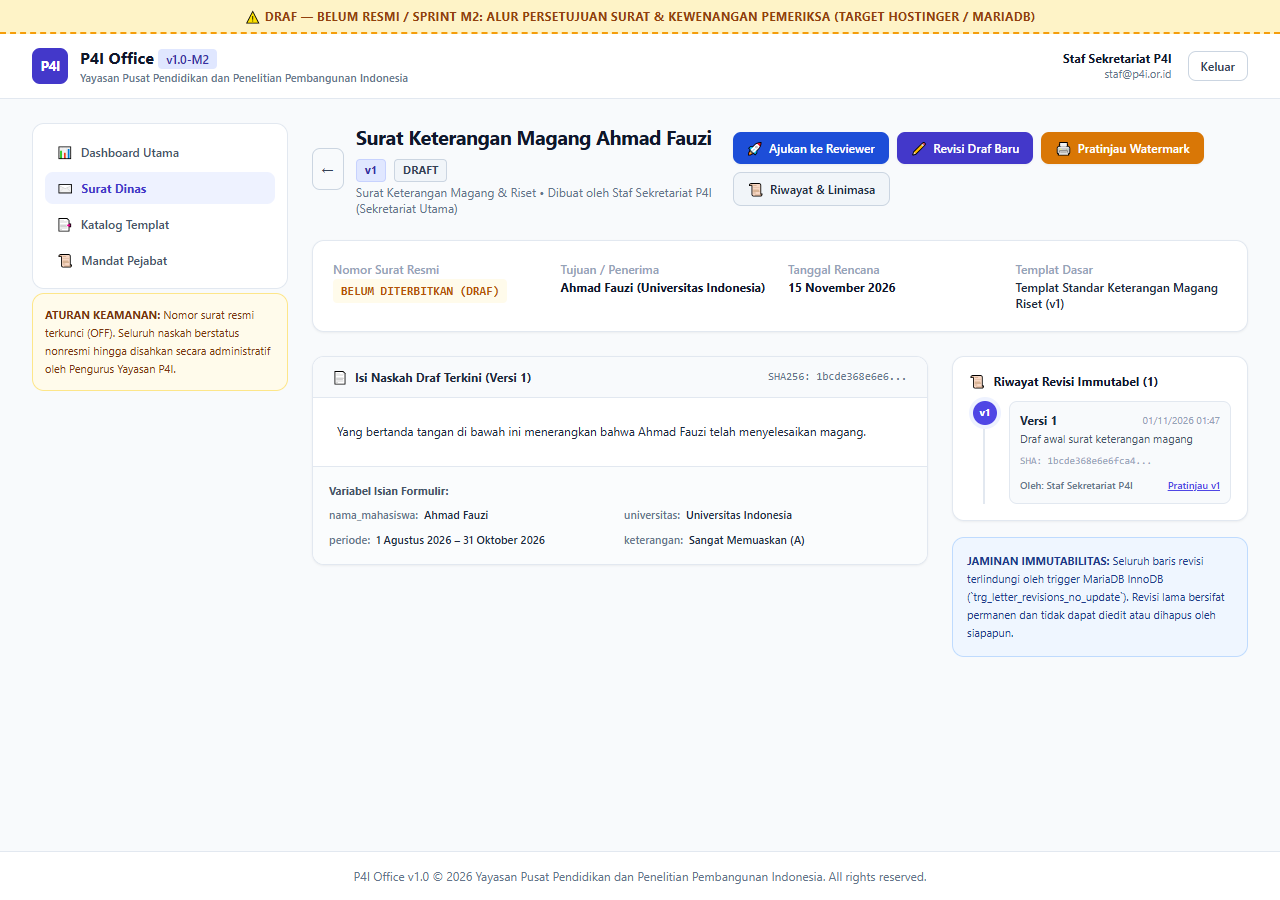 ⚠ DRAF — BELUM RESMI / SPRINT M2: ALUR PERSETUJUAN SURAT & KEWENANGAN PEMERIKSA (TARGET HOSTINGER / MARIADB)
P4I
P4I Office v1.0-M2
Yayasan Pusat Pendidikan dan Penelitian Pembangunan Indonesia
Staf Sekretariat P4I
staf@p4i.or.id
Keluar
Dashboard Utama
Surat Dinas
Katalog Templat
Mandat Pejabat
ATURAN KEAMANAN: Nomor surat resmi
terkunci (OFF). Seluruh naskah berstatus
nonresmi hingga disahkan secara administratif
oleh Pengurus Yayasan P4I.
←
Surat Keterangan Magang Ahmad Fauzi
v1 DRAFT
Surat Keterangan Magang & Riset • Dibuat oleh Staf Sekretariat P4I
(Sekretariat Utama)
Ajukan ke Reviewer
Revisi Draf Baru
Pratinjau Watermark
Riwayat & Linimasa
Nomor Surat Resmi
BELUM DITERBITKAN (DRAF)
Tujuan / Penerima
Ahmad Fauzi (Universitas Indonesia)
Tanggal Rencana
15 November 2026
Templat Dasar
Templat Standar Keterangan Magang
Riset (v1)
Isi Naskah Draf Terkini (Versi 1)
SHA256: 1bcde368e6e6...
Yang bertanda tangan di bawah ini menerangkan bahwa Ahmad Fauzi telah menyelesaikan magang.
Variabel Isian Formulir:
nama_mahasiswa: Ahmad Fauzi
universitas: Universitas Indonesia
periode: 1 Agustus 2026 – 31 Oktober 2026
keterangan: Sangat Memuaskan (A)
Riwayat Revisi Immutabel (1)
v1
Versi 1
01/11/2026 01:47
Draf awal surat keterangan magang
SHA: 1bcde368e6e6fca4...
Oleh: Staf Sekretariat P4I
Pratinjau v1
JAMINAN IMMUTABILITAS: Seluruh baris revisi
terlindungi oleh trigger MariaDB InnoDB
(`trg_letter_revisions_no_update`). Revisi lama bersifat
permanen dan tidak dapat diedit atau dihapus oleh
siapapun.
P4I Office v1.0 © 2026 Yayasan Pusat Pendidikan dan Penelitian Pembangunan Indonesia. All rights reserved.